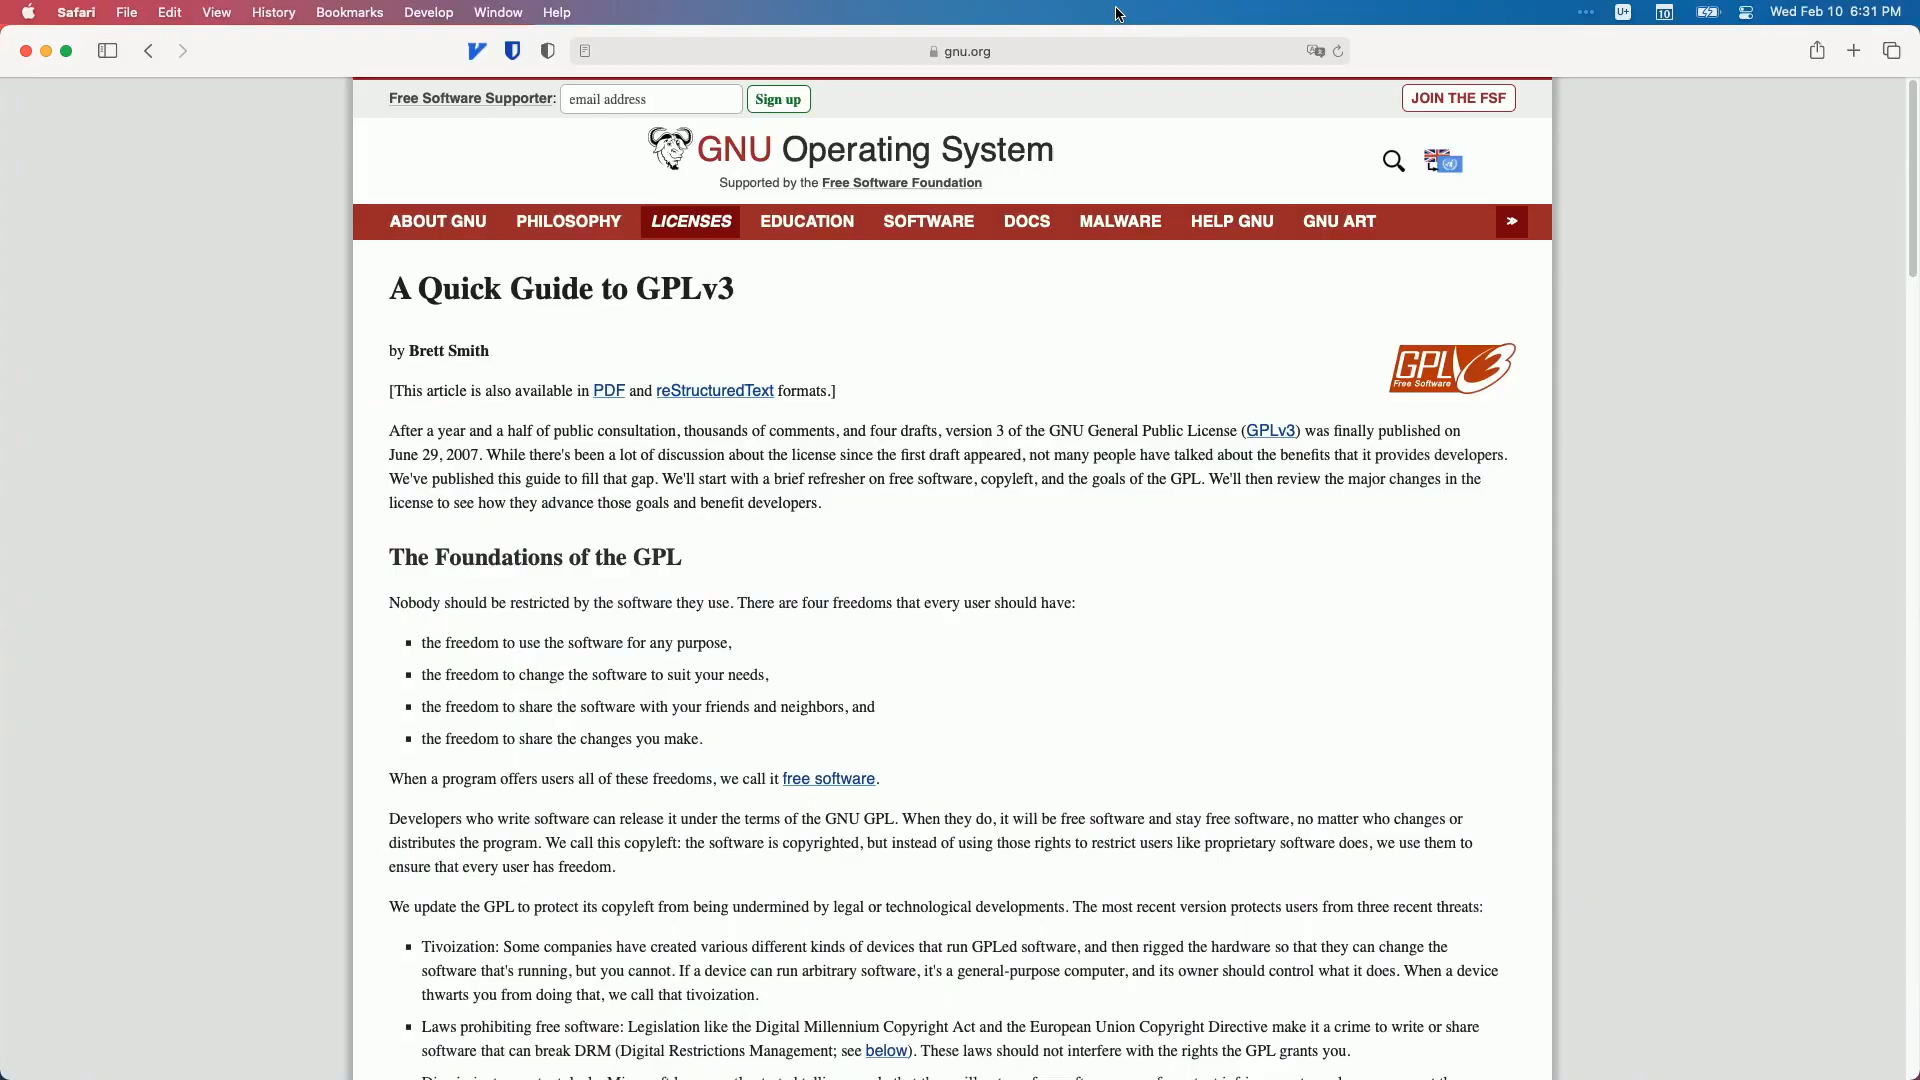 Safari File Edit View History Bookmarks Develop Window Help
U+ 10 Wed Feb 10 6:31 PM
gnu.org
Free Software Supporter: email address Sign up JOIN THE FSF
GNU Operating System
Supported by the Free Software Foundation
ABOUT GNU PHILOSOPHY LICENSES EDUCATION SOFTWARE DOCS MALWARE HELP GNU GNU ART »
A Quick Guide to GPLv3
by Brett Smith
GPLv3
Free Software
[This article is also available in PDF and reStructuredText formats.]
After a year and a half of public consultation, thousands of comments, and four drafts, version 3 of the GNU General Public License (GPLv3) was finally published on
June 29, 2007. While there's been a lot of discussion about the license since the first draft appeared, not many people have talked about the benefits that it provides developers.
We've published this guide to fill that gap. We'll start with a brief refresher on free software, copyleft, and the goals of the GPL. We'll then review the major changes in the
license to see how they advance those goals and benefit developers.
The Foundations of the GPL
Nobody should be restricted by the software they use. There are four freedoms that every user should have:
▪ the freedom to use the software for any purpose,
▪ the freedom to change the software to suit your needs,
▪ the freedom to share the software with your friends and neighbors, and
▪ the freedom to share the changes you make.
When a program offers users all of these freedoms, we call it free software.
Developers who write software can release it under the terms of the GNU GPL. When they do, it will be free software and stay free software, no matter who changes or
distributes the program. We call this copyleft: the software is copyrighted, but instead of using those rights to restrict users like proprietary software does, we use them to
ensure that every user has freedom.
We update the GPL to protect its copyleft from being undermined by legal or technological developments. The most recent version protects users from three recent threats:
▪ Tivoization: Some companies have created various different kinds of devices that run GPLed software, and then rigged the hardware so that they can change the
software that's running, but you cannot. If a device can run arbitrary software, it's a general-purpose computer, and its owner should control what it does. When a device
thwarts you from doing that, we call that tivoization.
▪ Laws prohibiting free software: Legislation like the Digital Millennium Copyright Act and the European Union Copyright Directive make it a crime to write or share
software that can break DRM (Digital Restrictions Management; see below). These laws should not interfere with the rights the GPL grants you.